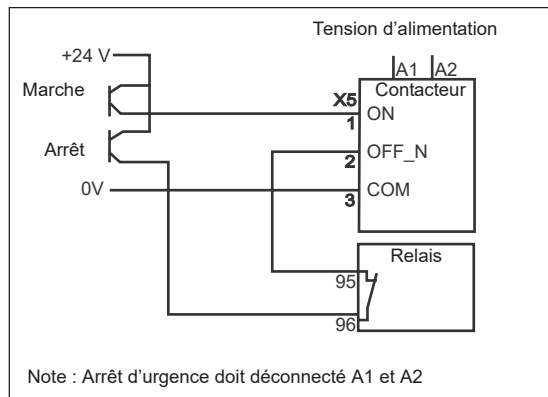 Tension d'alimentation
+24 V
A1 A2
Marche
Contacteur
X5
1 ON
Arrêt
2 OFF_N
0V
3 COM
Relais
95
96
Note : Arrêt d'urgence doit déconnecté A1 et A2